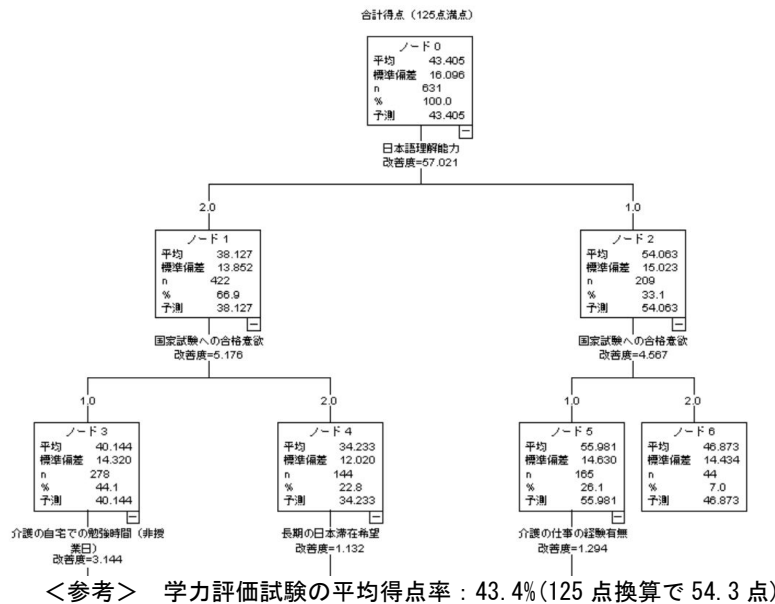 合計得点（125点満点）
ノード 0
平均 43.405
標準偏差 16.096
n 631
% 100.0
予測 43.405
日本語理解能力
改善度=57.021
2.0
1.0
ノード 1
平均 38.127
標準偏差 13.852
n 422
% 66.9
予測 38.127
ノード 2
平均 54.063
標準偏差 15.023
n 209
% 33.1
予測 54.063
国家試験への合格意欲
改善度=5.176
国家試験への合格意欲
改善度=4.567
1.0
2.0
1.0
2.0
ノード 3
平均 40.144
標準偏差 14.320
n 278
% 44.1
予測 40.144
ノード 4
平均 34.233
標準偏差 12.020
n 144
% 22.8
予測 34.233
ノード 5
平均 55.981
標準偏差 14.630
n 165
% 26.1
予測 55.981
ノード 6
平均 46.873
標準偏差 14.434
n 44
% 7.0
予測 46.873
介護の自宅での勉強時間（非授
業日）
改善度=3.144
長期の日本滞在希望
改善度=1.132
介護の仕事の経験有無
改善度=1.294
＜参考＞　学力評価試験の平均得点率：43.4%(125 点換算で 54.3 点)